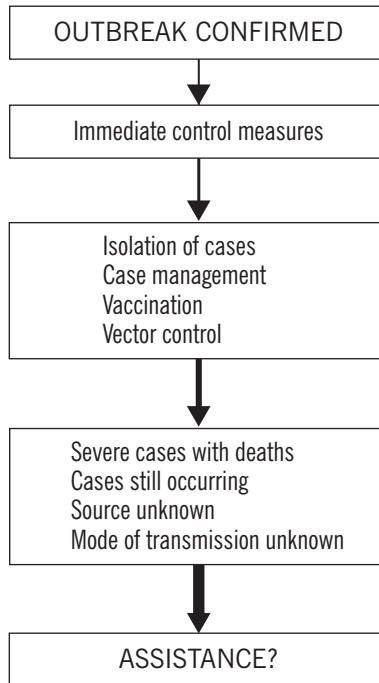 OUTBREAK CONFIRMED
Immediate control measures
Isolation of cases
Case management
Vaccination
Vector control
Severe cases with deaths
Cases still occurring
Source unknown
Mode of transmission unknown
ASSISTANCE?